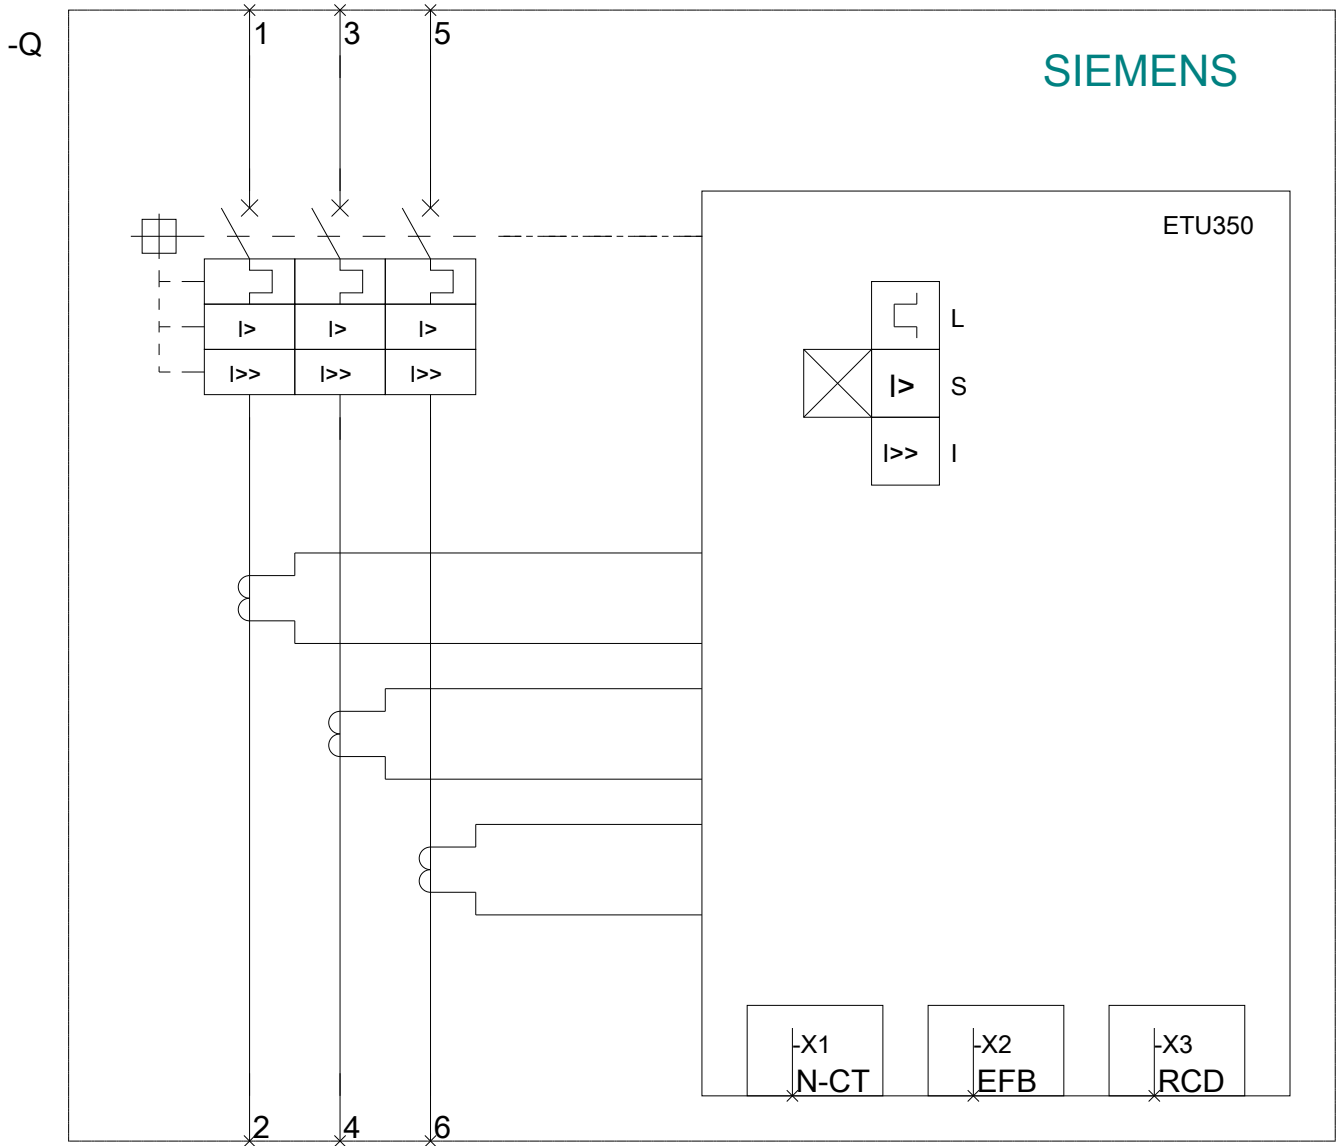 1 3 5
-Q
SIEMENS
ETU350
L
I> I> I>
I>> I>> I>>
I> S
I>> I
-X1 -X2 -X3
N-CT EFB RCD
2 4 6